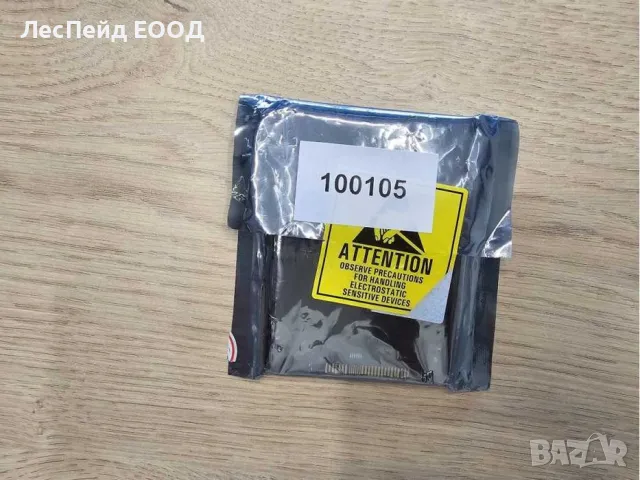 ЛесПейд ЕООД
100105
ATTENTION
OBSERVE PRECAUTIONS
FOR HANDLING
ELECTROSTATIC
SENSITIVE DEVICES
BAZAR